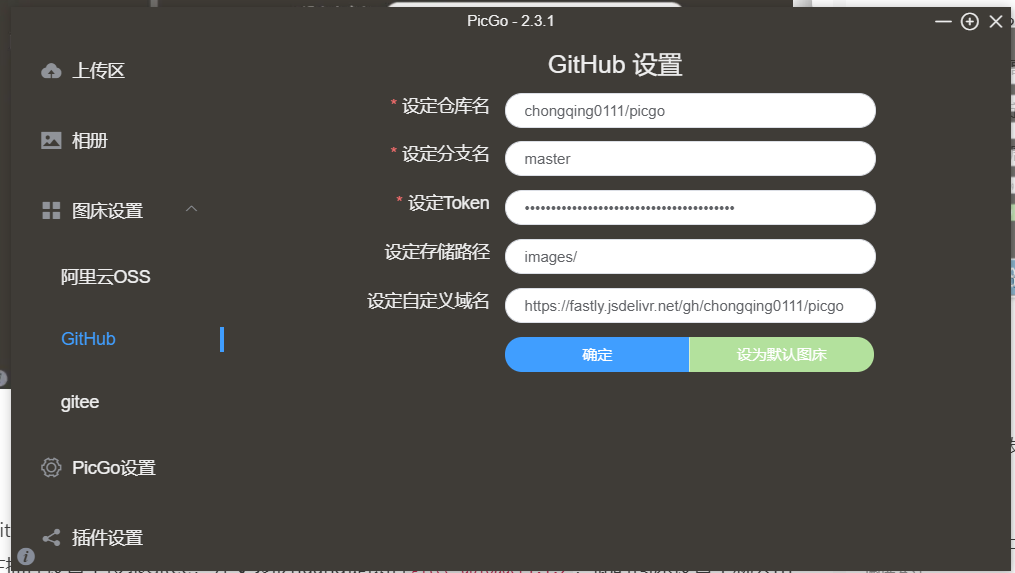 PicGo - 2.3.1
上传区
相册
图床设置
阿里云OSS
GitHub
gitee
PicGo设置
插件设置
GitHub 设置
* 设定仓库名 chongqing0111/picgo
* 设定分支名 master
* 设定Token ••••••••••••••••••••••••••••••••••••••••
设定存储路径 images/
设定自定义域名 https://fastly.jsdelivr.net/gh/chongqing0111/picgo
确定 设为默认图床